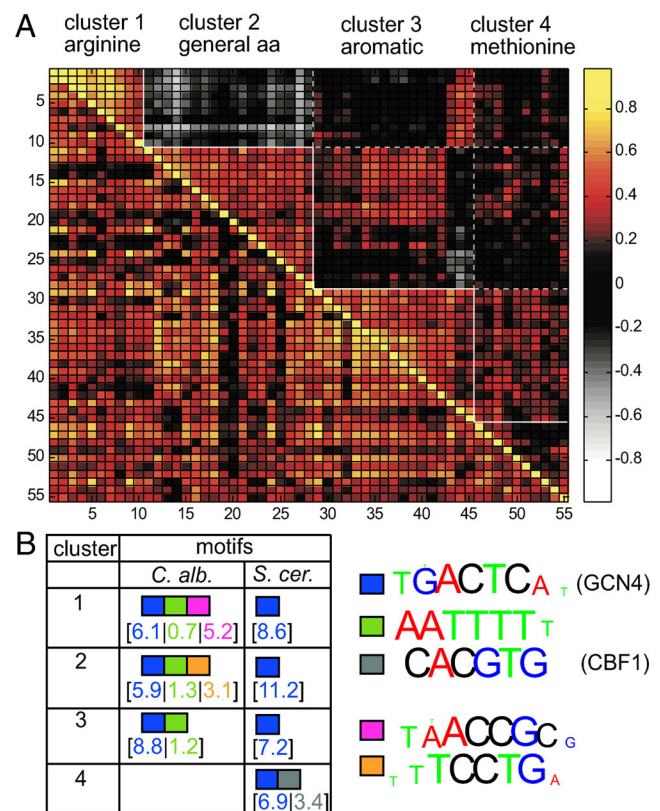 A
cluster 1 cluster 2 cluster 3 cluster 4
arginine general aa aromatic methionine
5
10
15
20
25
30
35
40
45
50
55
5 10 15 20 25 30 35 40 45 50 55
0.8
0.6
0.4
0.2
0
-0.2
-0.4
-0.6
-0.8
B
cluster motifs
C. alb. S. cer.
1
[6.1|0.7|5.2] [8.6]
2
[5.9|1.3|3.1] [11.2]
3
[8.8|1.2] [7.2]
4
[6.9|3.4]
TGACTCAT (GCN4)
AATTTTT
CACGTG (CBF1)
TAACCGCG
TTTCCTGA